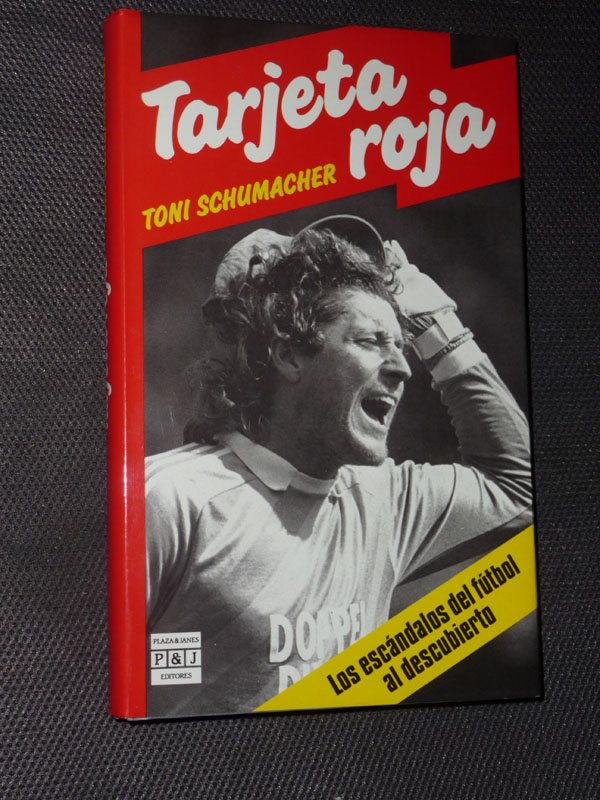 Tarjeta
roja
TONI SCHUMACHER
DOPPEL
Los escándalos del fútbol
al descubierto
PLAZA & JANES
P & J
EDITORES